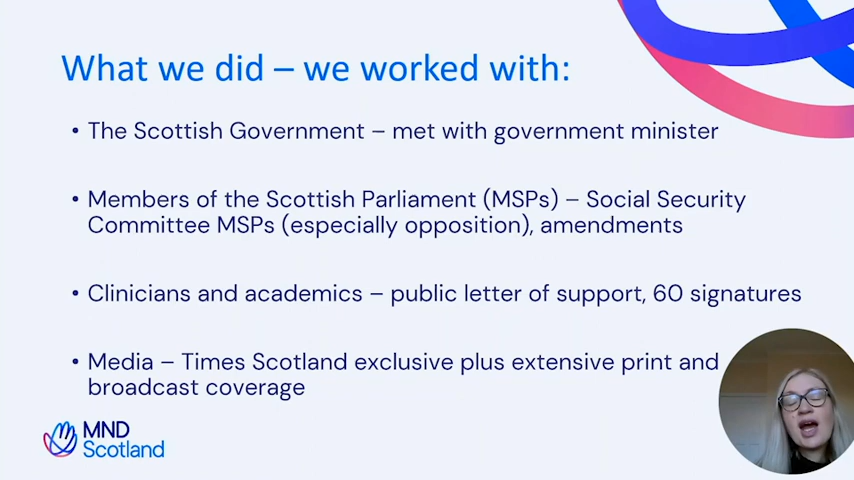 What we did – we worked with:
• The Scottish Government – met with government minister
• Members of the Scottish Parliament (MSPs) – Social Security
Committee MSPs (especially opposition), amendments
• Clinicians and academics – public letter of support, 60 signatures
• Media – Times Scotland exclusive plus extensive print and
broadcast coverage
MND
Scotland